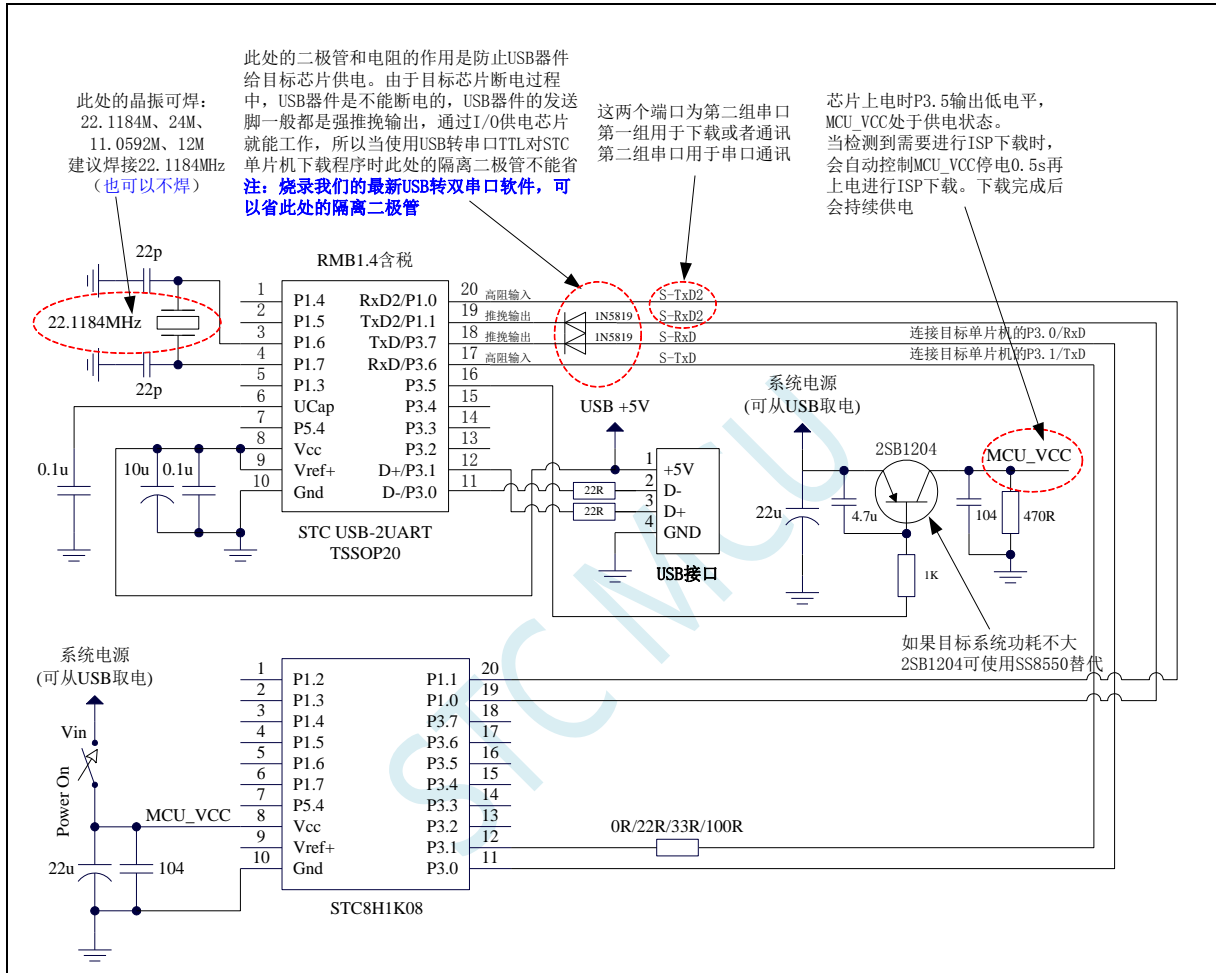 此处的二极管和电阻的作用是防止USB器件
给目标芯片供电。由于目标芯片断电过程
中，USB器件是不能断电的，USB器件的发送
脚一般都是强推挽输出，通过I/O供电芯片
就能工作，所以当使用USB转串口TTL对STC
单片机下载程序时此处的隔离二极管不能省
注：烧录我们的最新USB转双串口软件，可
以省此处的隔离二极管
此处的晶振可焊：
22.1184M、24M、
11.0592M、12M
建议焊接22.1184MHz
（也可以不焊）
这两个端口为第二组串口
第一组用于下载或者通讯
第二组串口用于串口通讯
芯片上电时P3.5输出低电平，
MCU_VCC处于供电状态。
当检测到需要进行ISP下载时，
会自动控制MCU_VCC停电0.5s再
上电进行ISP下载。下载完成后
会持续供电
22p
22.1184MHz
22p
RMB1.4含税
1 P1.4 RxD2/P1.0 20 高阻输入 S-TxD2
2 P1.5 TxD2/P1.1 19 推挽输出 1N5819 S-RxD2
3 P1.6 TxD/P3.7 18 推挽输出 1N5819 S-RxD 连接目标单片机的P3.0/RxD
4 P1.7 RxD/P3.6 17 高阻输入 S-TxD 连接目标单片机的P3.1/TxD
5 P1.3 P3.5 16
6 UCap P3.4 15
7 P5.4 P3.3 14
8 Vcc P3.2 13
9 Vref+ D+/P3.1 12
10 Gnd D-/P3.0 11
STC USB-2UART
TSSOP20
0.1u
10u
0.1u
USB +5V
22R
22R
1 +5V
2 D-
3 D+
4 GND
USB接口
系统电源
(可从USB取电)
2SB1204
MCU_VCC
22u
4.7u
104
470R
1K
如果目标系统功耗不大
2SB1204可使用SS8550替代
STC MCU
系统电源
(可从USB取电)
Vin
Power On
MCU_VCC
22u
104
1 P1.2 P1.1 20
2 P1.3 P1.0 19
3 P1.4 P3.7 18
4 P1.5 P3.6 17
5 P1.6 P3.5 16
6 P1.7 P3.4 15
7 P5.4 P3.3 14
8 Vcc P3.2 13
9 Vref+ P3.1 12
10 Gnd P3.0 11
STC8H1K08
0R/22R/33R/100R